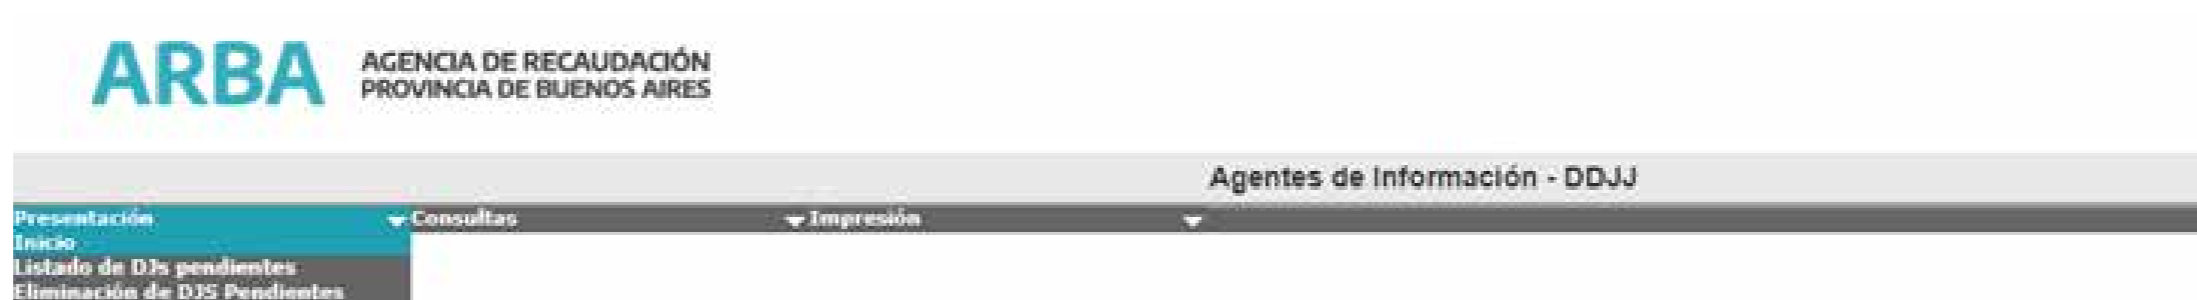 ARBA
AGENCIA DE RECAUDACIÓN
PROVINCIA DE BUENOS AIRES
Agentes de Información - DDJJ
Presentación Consultas Impresión
Inicio
Listado de DJs pendientes
Eliminación de DJS Pendientes